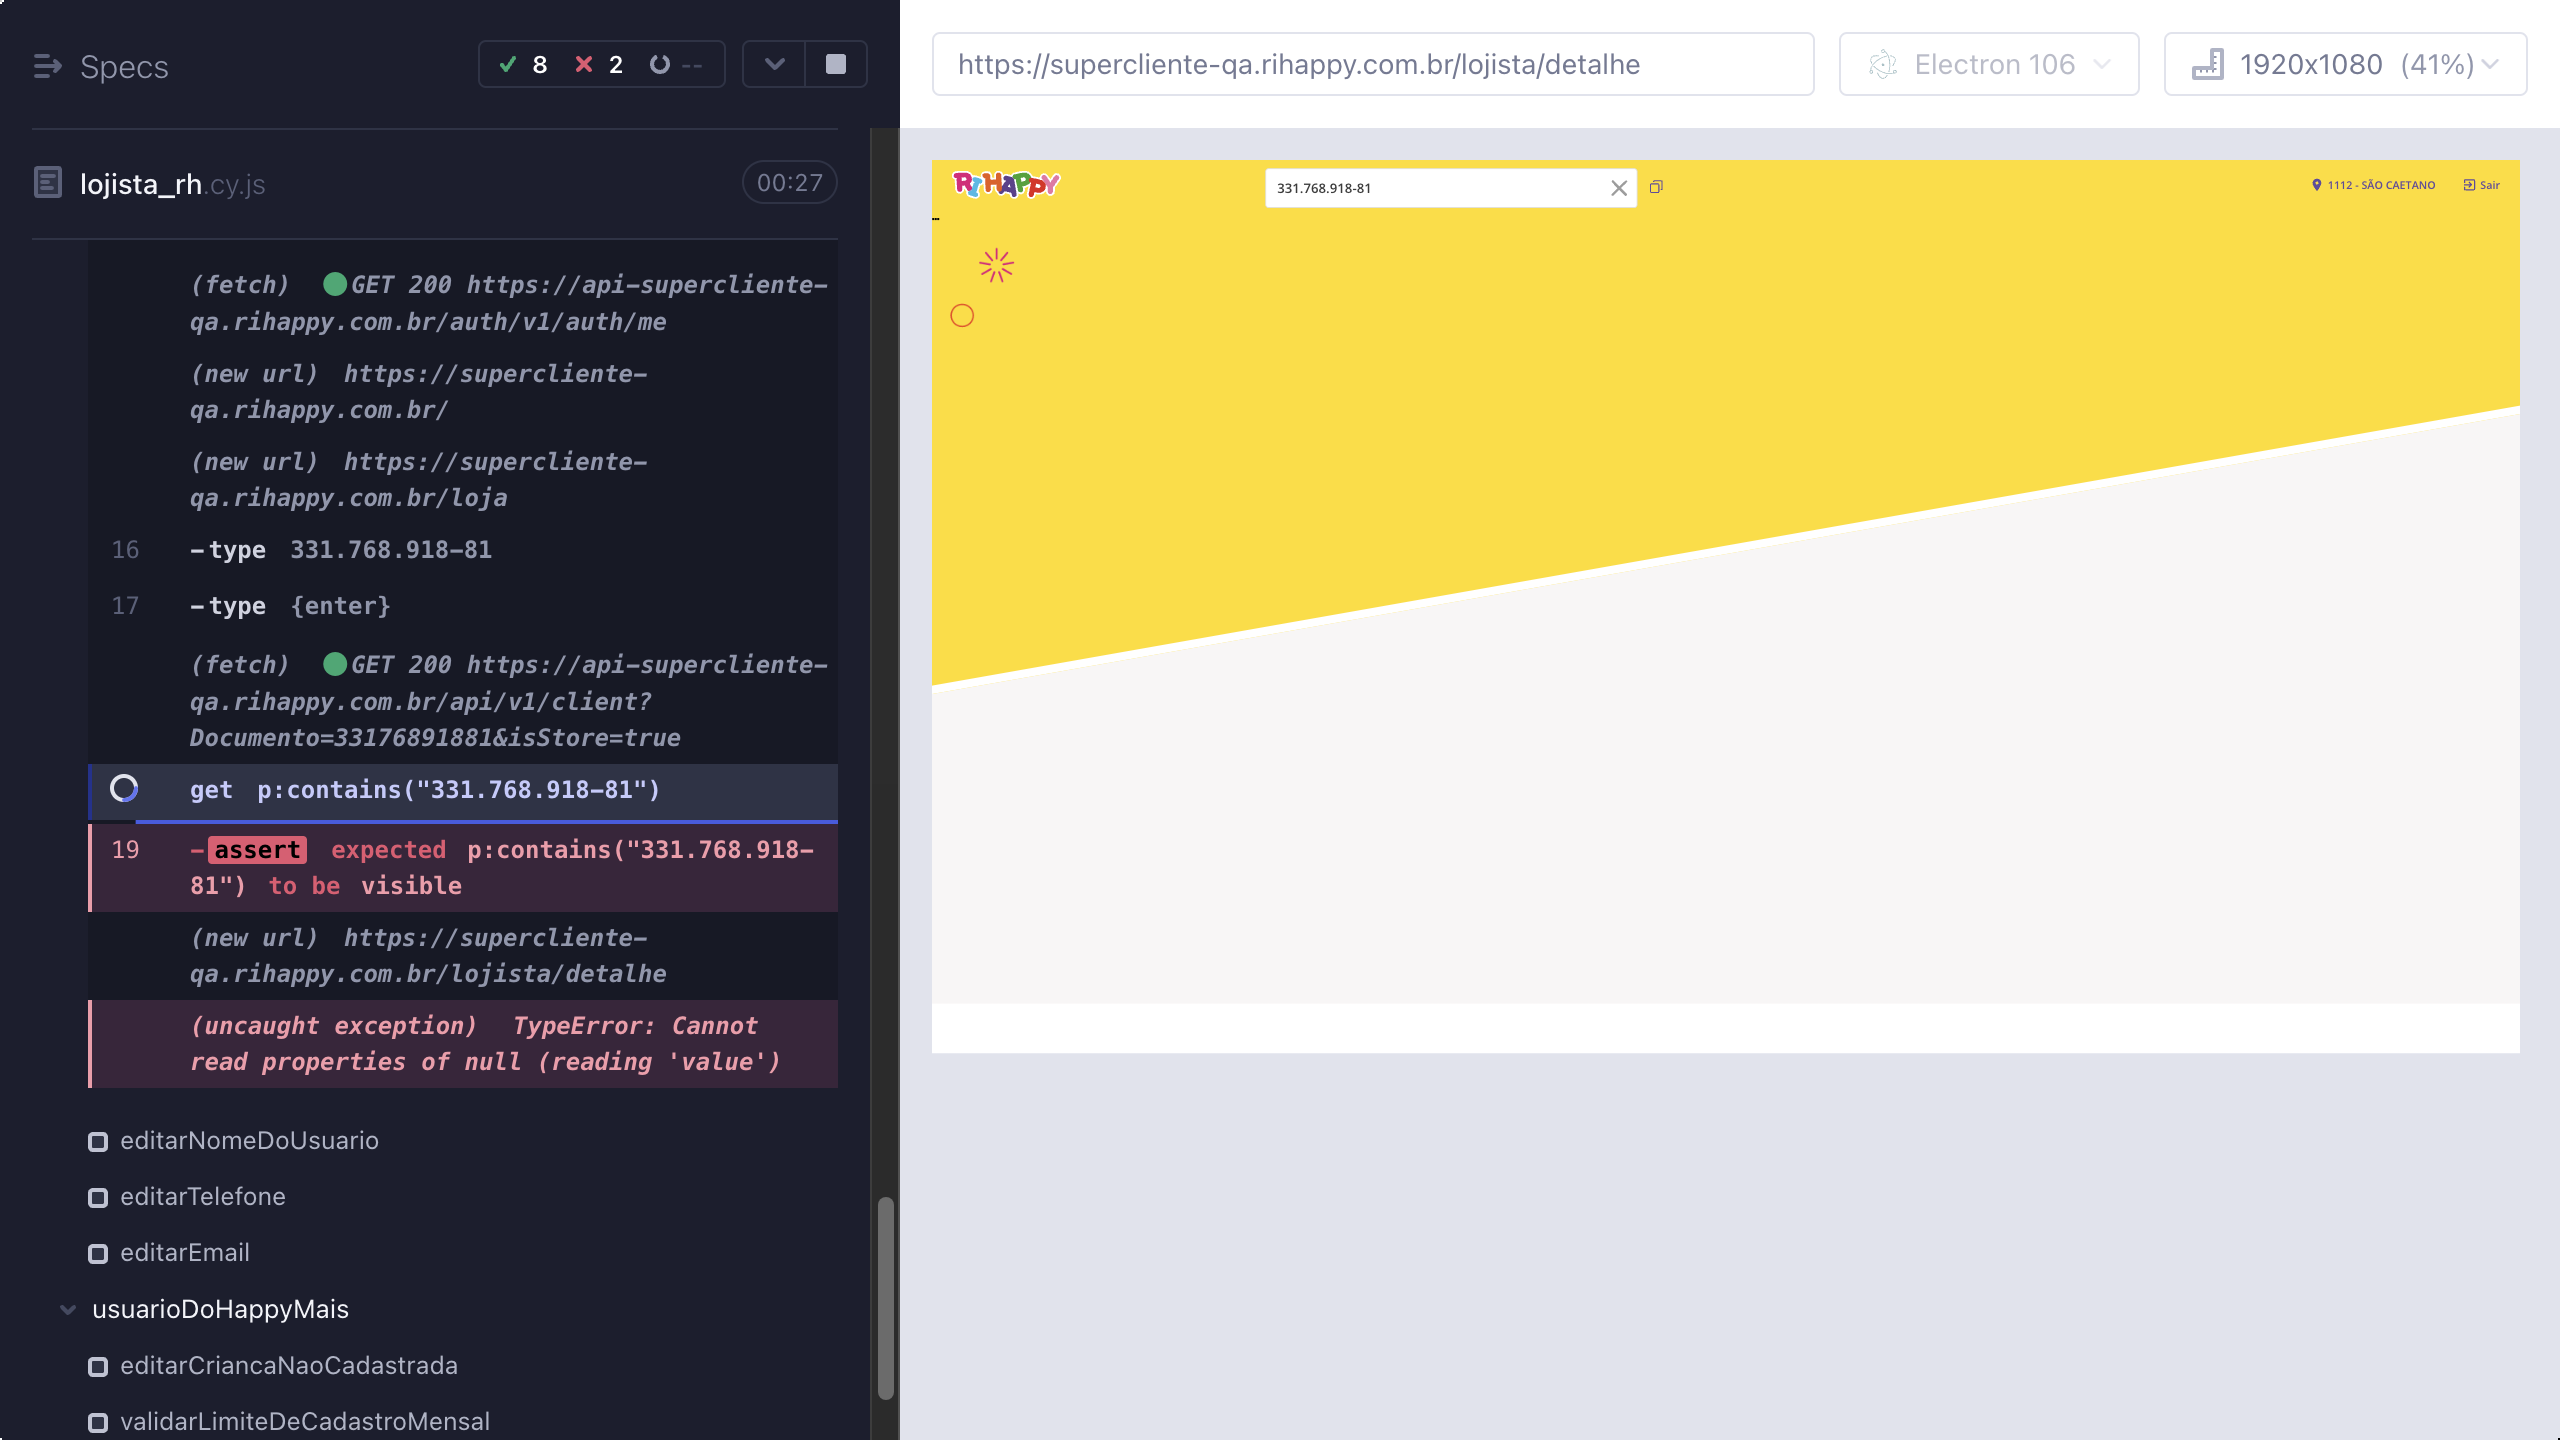 Specs
8 2 --
lojista_rh.cy.js
00:27
(fetch) GET 200 https://api-supercliente-
qa.rihappy.com.br/auth/v1/auth/me
(new url) https://supercliente-
qa.rihappy.com.br/
(new url) https://supercliente-
qa.rihappy.com.br/loja
16 -type 331.768.918-81
17 -type {enter}
(fetch) GET 200 https://api-supercliente-
qa.rihappy.com.br/api/v1/client?
Documento=33176891881&isStore=true
get p:contains("331.768.918-81")
19 -assert expected p:contains("331.768.918-
81") to be visible
(new url) https://supercliente-
qa.rihappy.com.br/lojista/detalhe
(uncaught exception) TypeError: Cannot
read properties of null (reading 'value')
editarNomeDoUsuario
editarTelefone
editarEmail
usuarioDoHappyMais
editarCriancaNaoCadastrada
validarLimiteDeCadastroMensal
https://supercliente-qa.rihappy.com.br/lojista/detalhe
Electron 106
1920x1080 (41%)
RIHAPPY
331.768.918-81
1112 - SÃO CAETANO
Sair